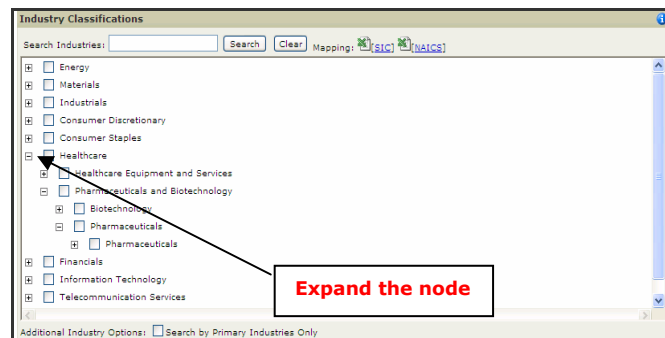 Industry Classifications
Search Industries: Search Clear Mapping: [SIC] [NAICS]
Energy
Materials
Industrials
Consumer Discretionary
Consumer Staples
Healthcare
Healthcare Equipment and Services
Pharmaceuticals and Biotechnology
Biotechnology
Pharmaceuticals
Pharmaceuticals
Financials
Information Technology
Telecommunication Services
Expand the node
Additional Industry Options: Search by Primary Industries Only